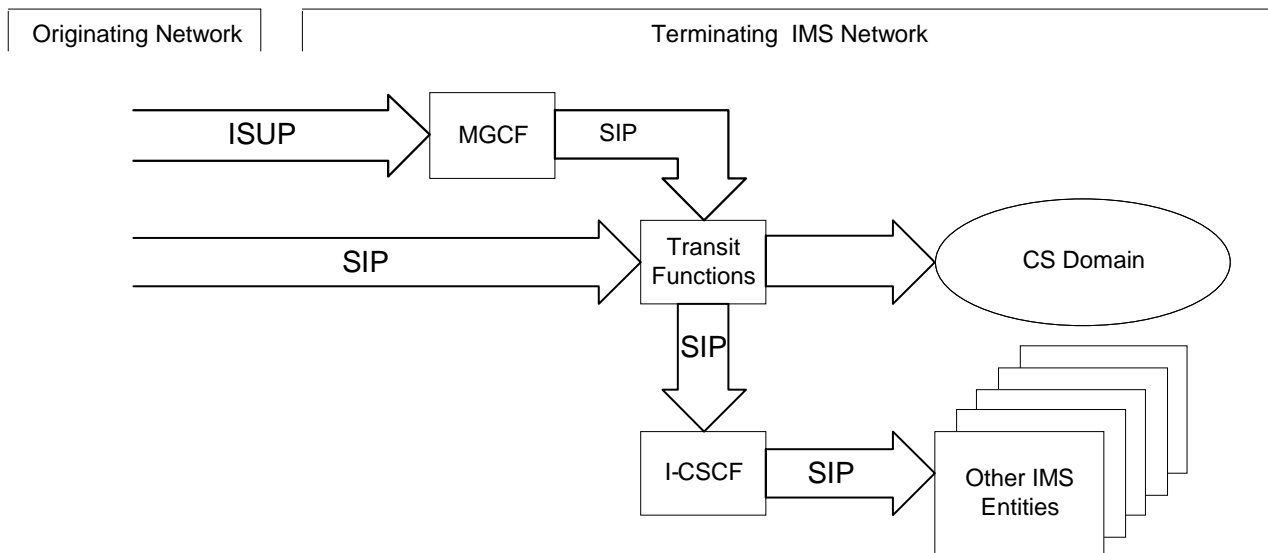 Originating Network
Terminating IMS Network
ISUP
MGCF
SIP
SIP
Transit
Functions
CS Domain
SIP
I-CSCF
SIP
Other IMS
Entities